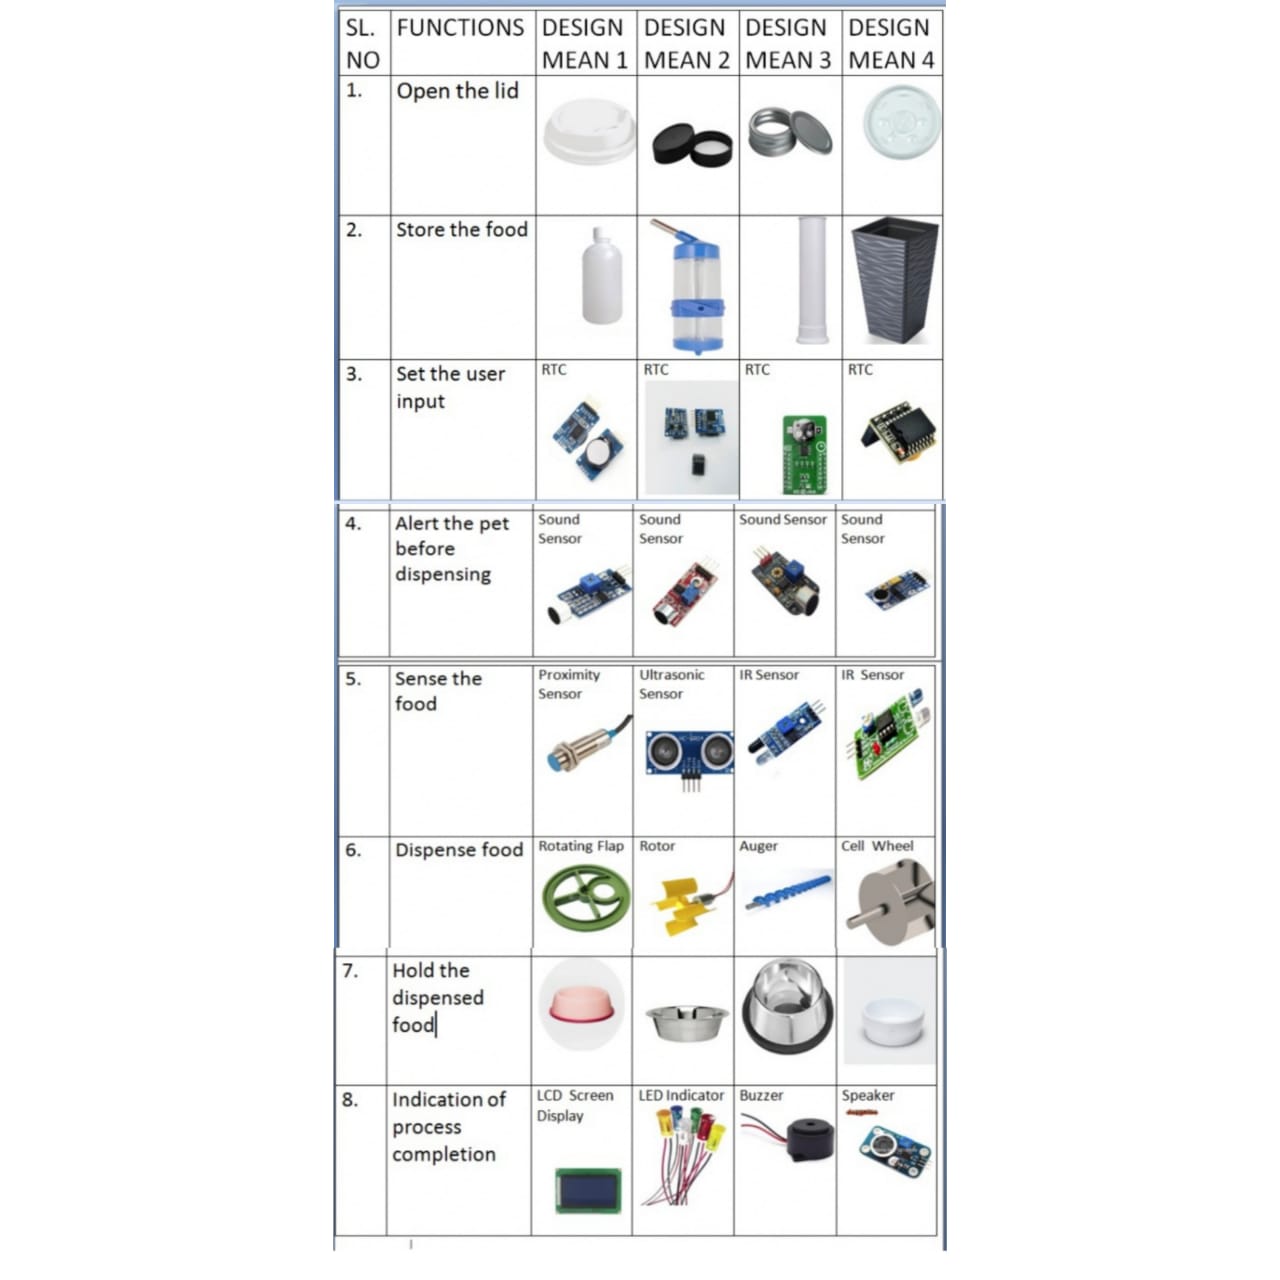 SL.
NO
FUNCTIONS
DESIGN
MEAN 1
DESIGN
MEAN 2
DESIGN
MEAN 3
DESIGN
MEAN 4
1.
Open the lid
2.
Store the food
3.
Set the user
input
RTC
RTC
RTC
RTC
4.
Alert the pet
before
dispensing
Sound
Sensor
Sound
Sensor
Sound Sensor
Sound
Sensor
5.
Sense the
food
Proximity
Sensor
Ultrasonic
Sensor
IR Sensor
IR Sensor
6.
Dispense food
Rotating Flap
Rotor
Auger
Cell Wheel
7.
Hold the
dispensed
food
8.
Indication of
process
completion
LCD Screen
Display
LED Indicator
Buzzer
Speaker